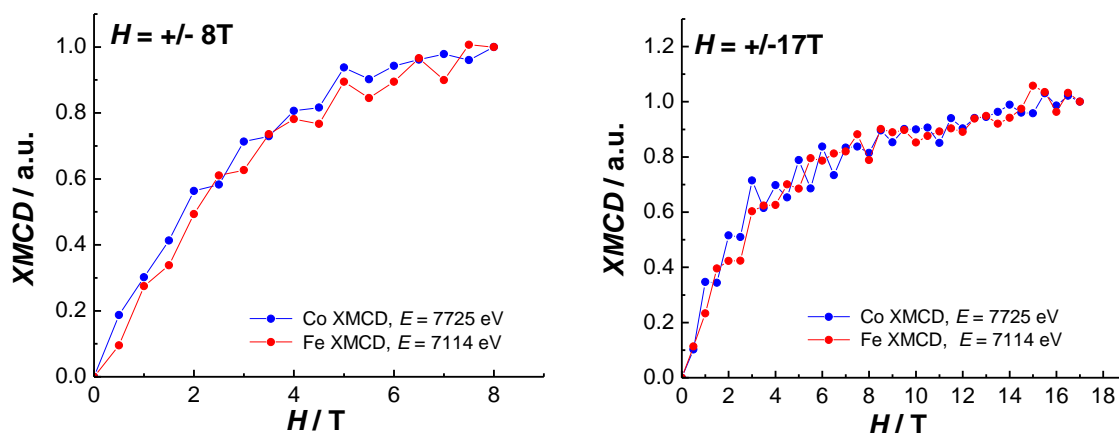 H = +/- 8T
1.0
0.8
0.6
0.4
0.2
0.0
XMCD / a.u.
Co XMCD, E = 7725 eV
Fe XMCD, E = 7114 eV
0 2 4 6 8
H / T
H = +/-17T
1.2
1.0
0.8
0.6
0.4
0.2
0.0
XMCD / a.u.
Co XMCD, E = 7725 eV
Fe XMCD, E = 7114 eV
0 2 4 6 8 10 12 14 16 18
H / T